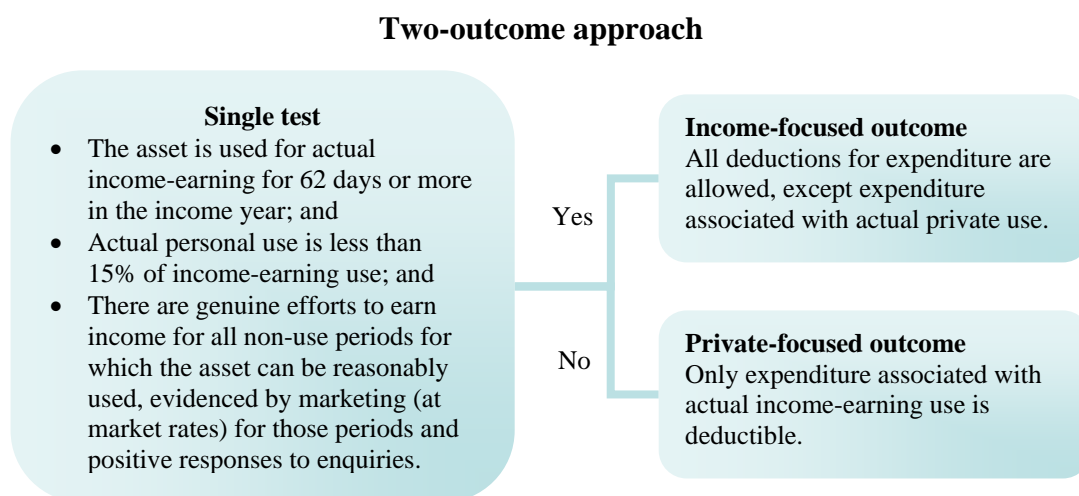 Two-outcome approach
Single test
• The asset is used for actual
income-earning for 62 days or more
in the income year; and
• Actual personal use is less than
15% of income-earning use; and
• There are genuine efforts to earn
income for all non-use periods for
which the asset can be reasonably
used, evidenced by marketing (at
market rates) for those periods and
positive responses to enquiries.
Yes
No
Income-focused outcome
All deductions for expenditure are
allowed, except expenditure
associated with actual private use.
Private-focused outcome
Only expenditure associated with
actual income-earning use is
deductible.